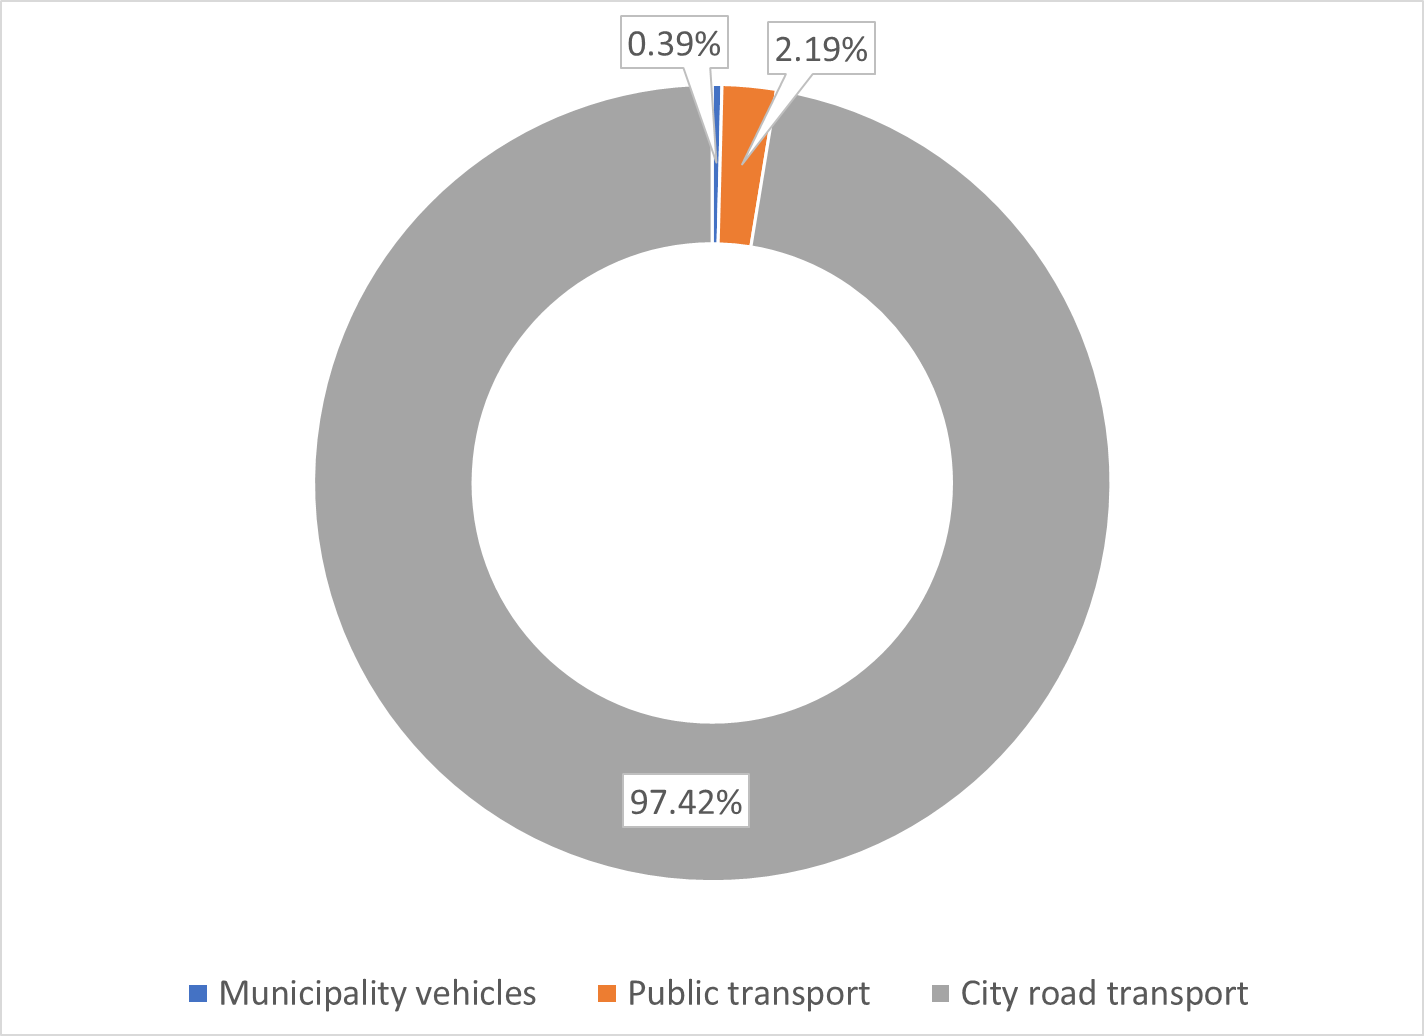 0.39%
2.19%
97.42%
Municipality vehicles
Public transport
City road transport